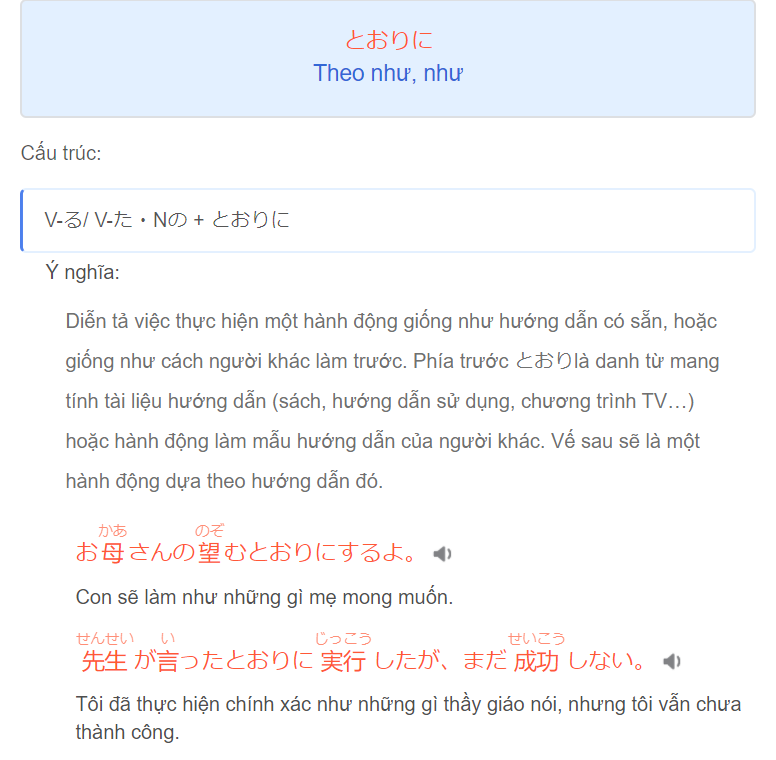 とおりに
Theo như, như
Cấu trúc:
V-る/ V-た・Nの + とおりに
Ý nghĩa:
Diễn tả việc thực hiện một hành động giống như hướng dẫn có sẵn, hoặc
giống như cách người khác làm trước. Phía trước とおりlà danh từ mang
tính tài liệu hướng dẫn (sách, hướng dẫn sử dụng, chương trình TV…)
hoặc hành động làm mẫu hướng dẫn của người khác. Vế sau sẽ là một
hành động dựa theo hướng dẫn đó.
かあ のぞ
お母さんの望むとおりにするよ。
Con sẽ làm như những gì mẹ mong muốn.
せんせい い じっこう せいこう
先生が言ったとおりに実行したが、まだ成功しない。
Tôi đã thực hiện chính xác như những gì thầy giáo nói, nhưng tôi vẫn chưa
thành công.